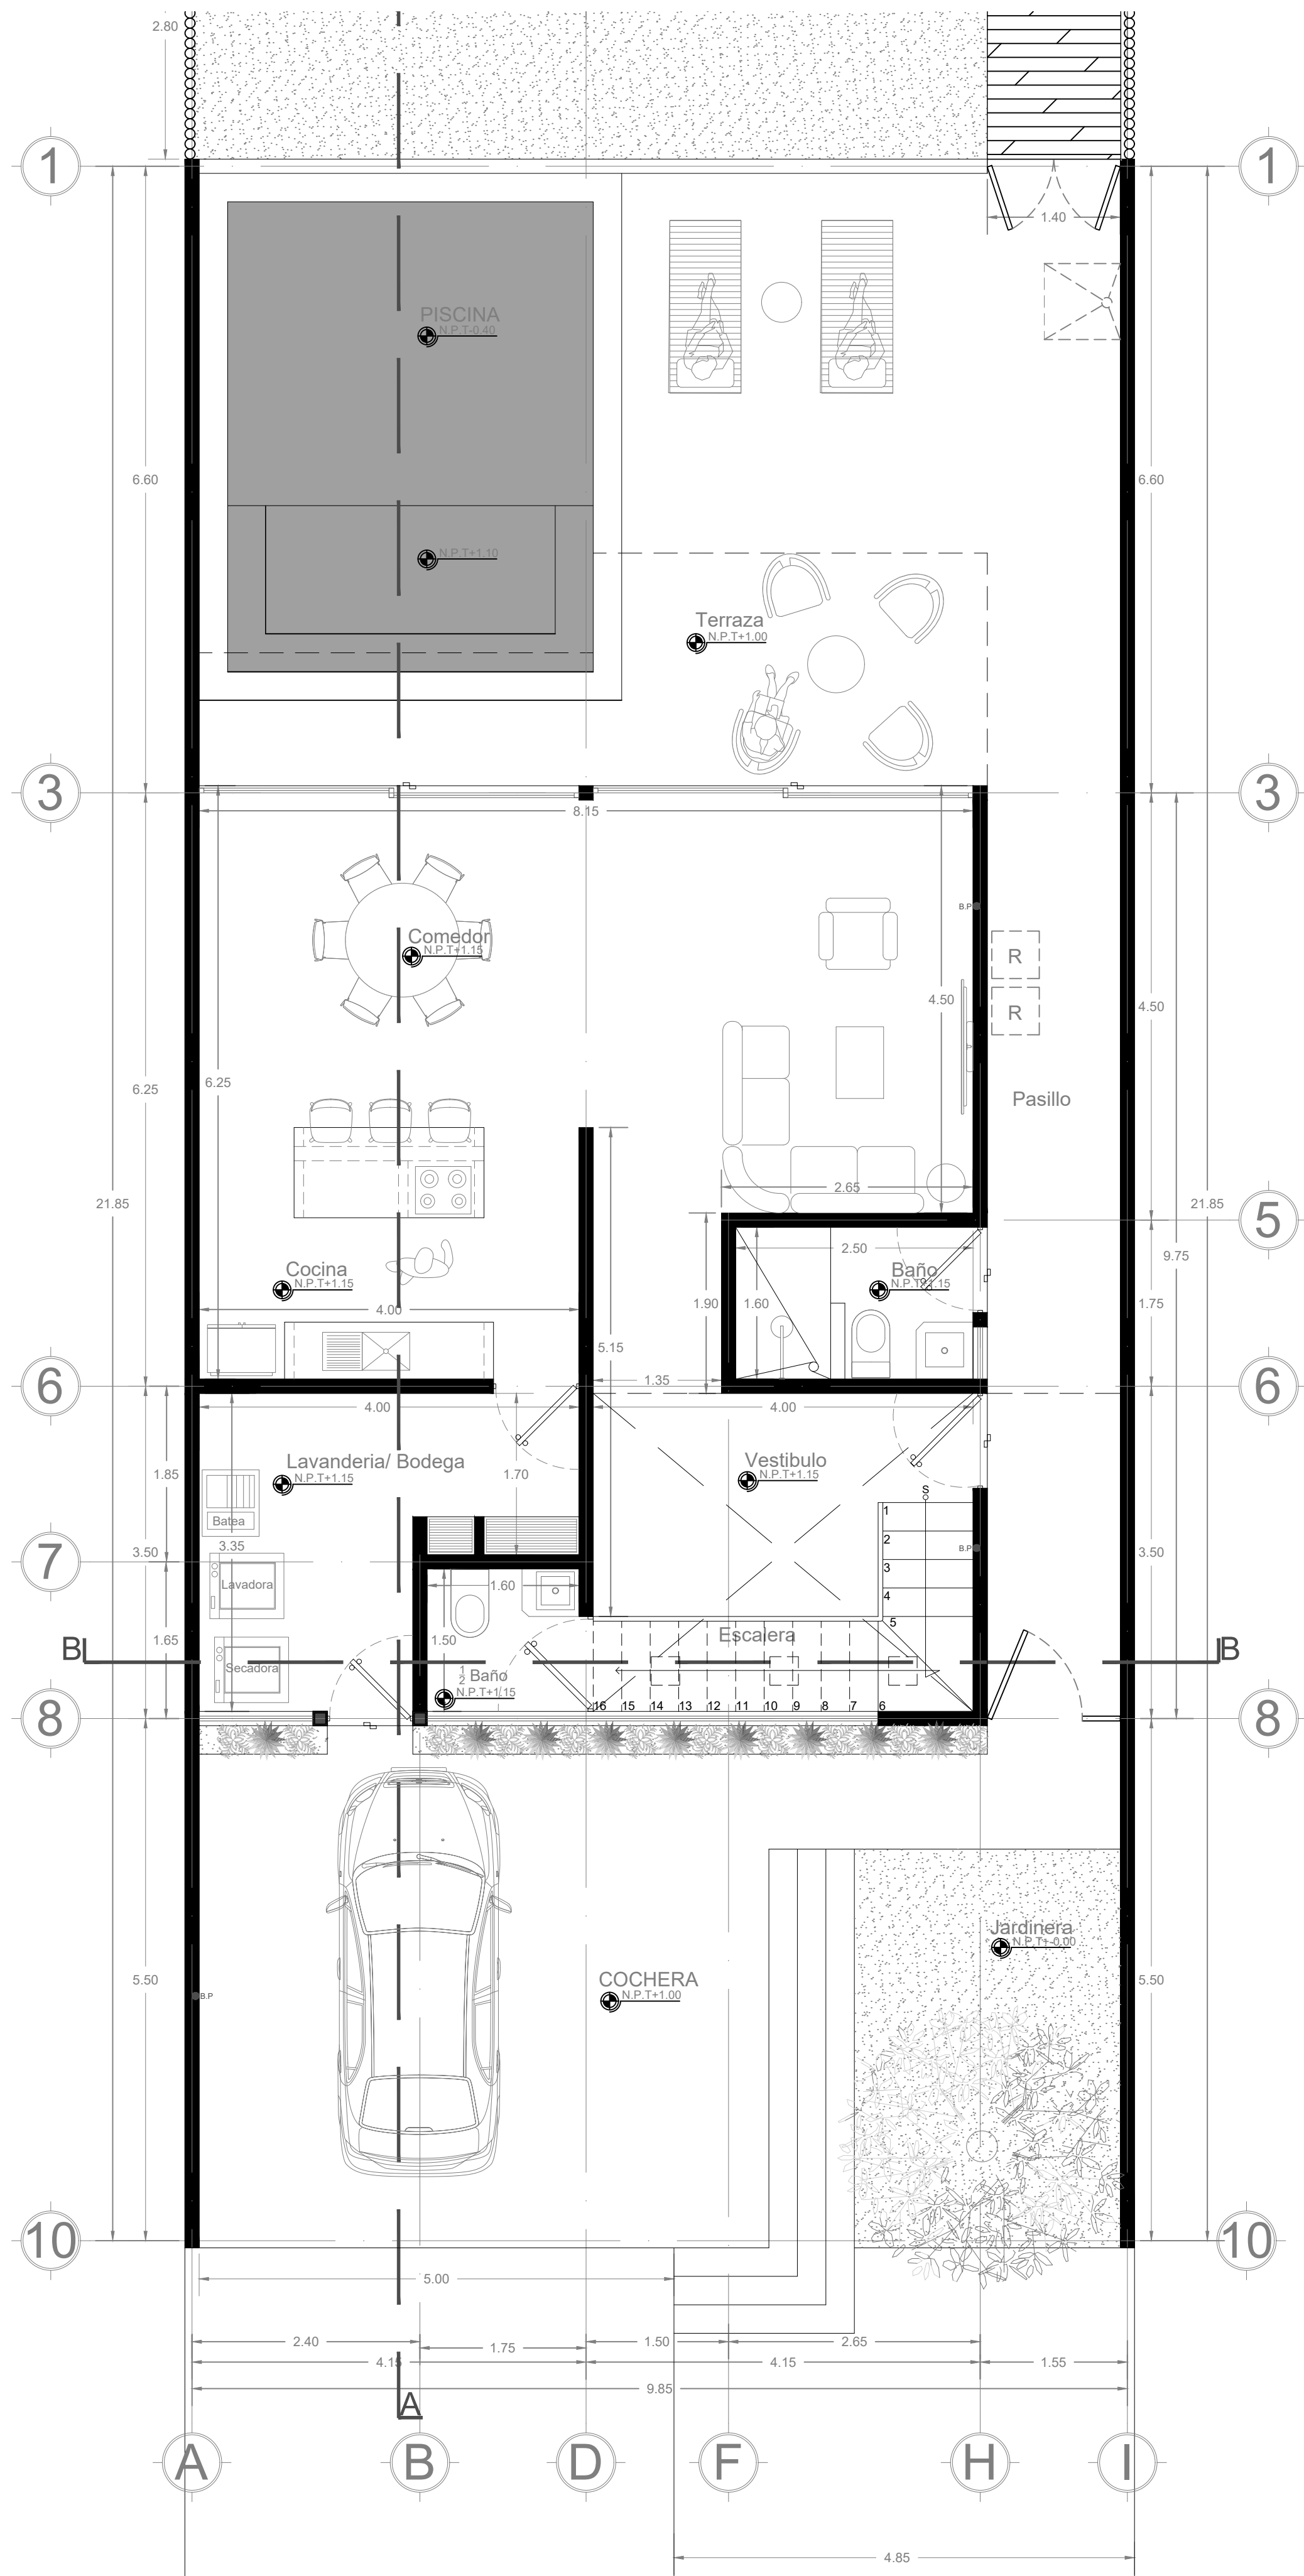 2.80
1
1
1.40
PISCINA
N.P.T-0.40
6.60
6.60
N.P.T+1.10
Terraza
N.P.T+1.00
3
3
8.15
B.P
Comedor
N.P.T+1.15
R
4.50
4.50
R
6.25
6.25
Pasillo
21.85
2.65
21.85
5
2.50
9.75
Cocina
N.P.T+1.15
Baño
N.P.T+1.15
1.90
1.60
1.75
4.00
5.15
1.35
6
6
4.00
4.00
Lavanderia/ Bodega
N.P.T+1.15
Vestibulo
N.P.T+1.15
1.85
1.70
S
1
Batea
2
B.P
3.35
3.50
3.50
7
3
Lavadora
1.60
4
5
Escalera
1.50
1.65
B
B
Secadora
1/2 Baño
N.P.T+1.15
16 15 14 13 12 11 10 9 8 7 6
8
8
Jardinera
N.P.T+-0.00
COCHERA
N.P.T+1.00
5.50
5.50
B.P
10
10
5.00
2.40
1.75
1.50
2.65
4.15
4.15
1.55
9.85
A
A
B
D
F
H
I
4.85